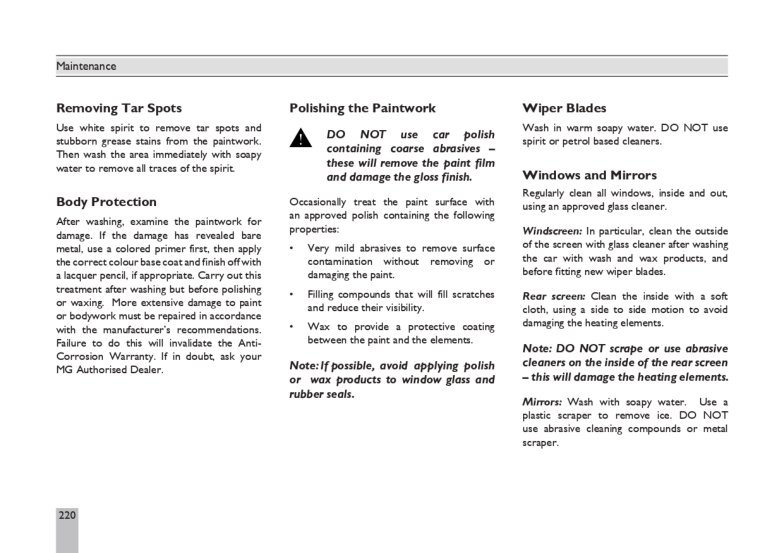 Maintenance
Removing Tar Spots
Use white spirit to remove tar spots and
stubborn grease stains from the paintwork.
Then wash the area immediately with soapy
water to remove all traces of the spirit.
Body Protection
After washing, examine the paintwork for
damage. If the damage has revealed bare
metal, use a colored primer first, then apply
the correct colour base coat and finish off with
a lacquer pencil, if appropriate. Carry out this
treatment after washing but before polishing
or waxing. More extensive damage to paint
or bodywork must be repaired in accordance
with the manufacturer's recommendations.
Failure to do this will invalidate the Anti-
Corrosion Warranty. If in doubt, ask your
MG Authorised Dealer.
Polishing the Paintwork
DO NOT use car polish
containing coarse abrasives –
these will remove the paint film
and damage the gloss finish.
Occasionally treat the paint surface with
an approved polish containing the following
properties:
• Very mild abrasives to remove surface
contamination without removing or
damaging the paint.
• Filling compounds that will fill scratches
and reduce their visibility.
• Wax to provide a protective coating
between the paint and the elements.
Note: If possible, avoid applying polish
or wax products to window glass and
rubber seals.
Wiper Blades
Wash in warm soapy water. DO NOT use
spirit or petrol based cleaners.
Windows and Mirrors
Regularly clean all windows, inside and out,
using an approved glass cleaner.
Windscreen: In particular, clean the outside
of the screen with glass cleaner after washing
the car with wash and wax products, and
before fitting new wiper blades.
Rear screen: Clean the inside with a soft
cloth, using a side to side motion to avoid
damaging the heating elements.
Note: DO NOT scrape or use abrasive
cleaners on the inside of the rear screen
– this will damage the heating elements.
Mirrors: Wash with soapy water. Use a
plastic scraper to remove ice. DO NOT
use abrasive cleaning compounds or metal
scraper.
220